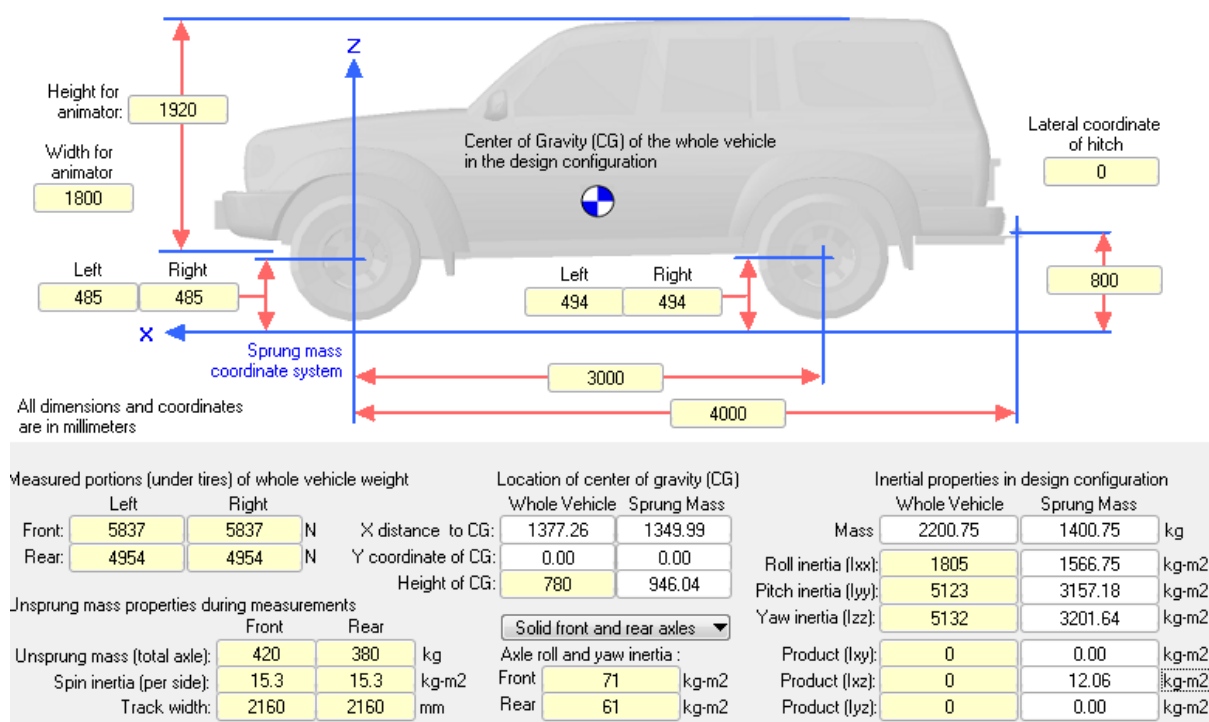 Z
Height for
animator:
1920
Center of Gravity (CG) of the whole vehicle
in the design configuration
Lateral coordinate
of hitch
0
Width for
animator
1800
Left Right
485 485
Left Right
494 494
800
X
Sprung mass
coordinate system
3000
4000
All dimensions and coordinates
are in millimeters
Measured portions (under tires) of whole vehicle weight
Left Right
Front: 5837 5837 N
Rear: 4954 4954 N
Unsprung mass properties during measurements
Front Rear
Unsprung mass (total axle): 420 380 kg
Spin inertia (per side): 15.3 15.3 kg-m2
Track width: 2160 2160 mm
Location of center of gravity (CG)
Whole Vehicle Sprung Mass
X distance to CG: 1377.26 1349.99
Y coordinate of CG: 0.00 0.00
Height of CG: 780 946.04
Solid front and rear axles
Axle roll and yaw inertia :
Front 71 kg-m2
Rear 61 kg-m2
Inertial properties in design configuration
Whole Vehicle Sprung Mass
Mass 2200.75 1400.75 kg
Roll inertia (Ixx): 1805 1566.75 kg-m2
Pitch inertia (Iyy): 5123 3157.18 kg-m2
Yaw inertia (Izz): 5132 3201.64 kg-m2
Product (Ixy): 0 0.00 kg-m2
Product (Ixz): 0 12.06 kg-m2
Product (Iyz): 0 0.00 kg-m2